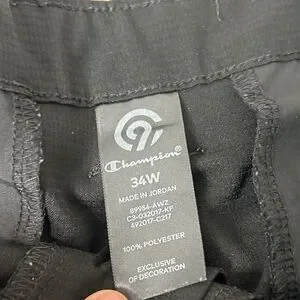 C9
Champion®
34W
MADE IN JORDAN
89954-AWZ
C3-032017-KF
492017-C217
100% POLYESTER
EXCLUSIVE
OF DECORATION